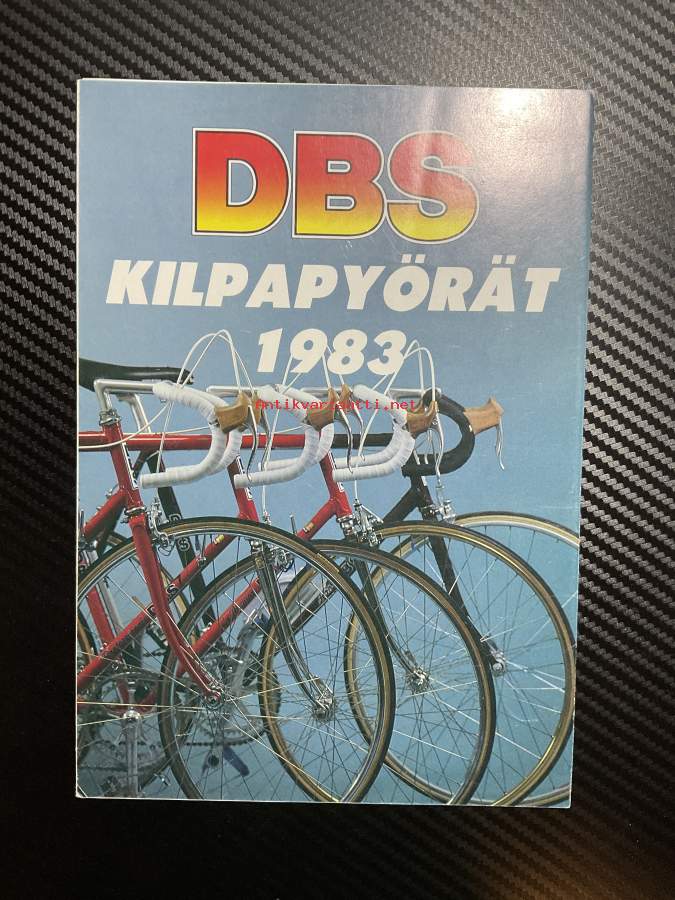 DBS
KILPAPYÖRÄT
1983
Antikvariaatti.net